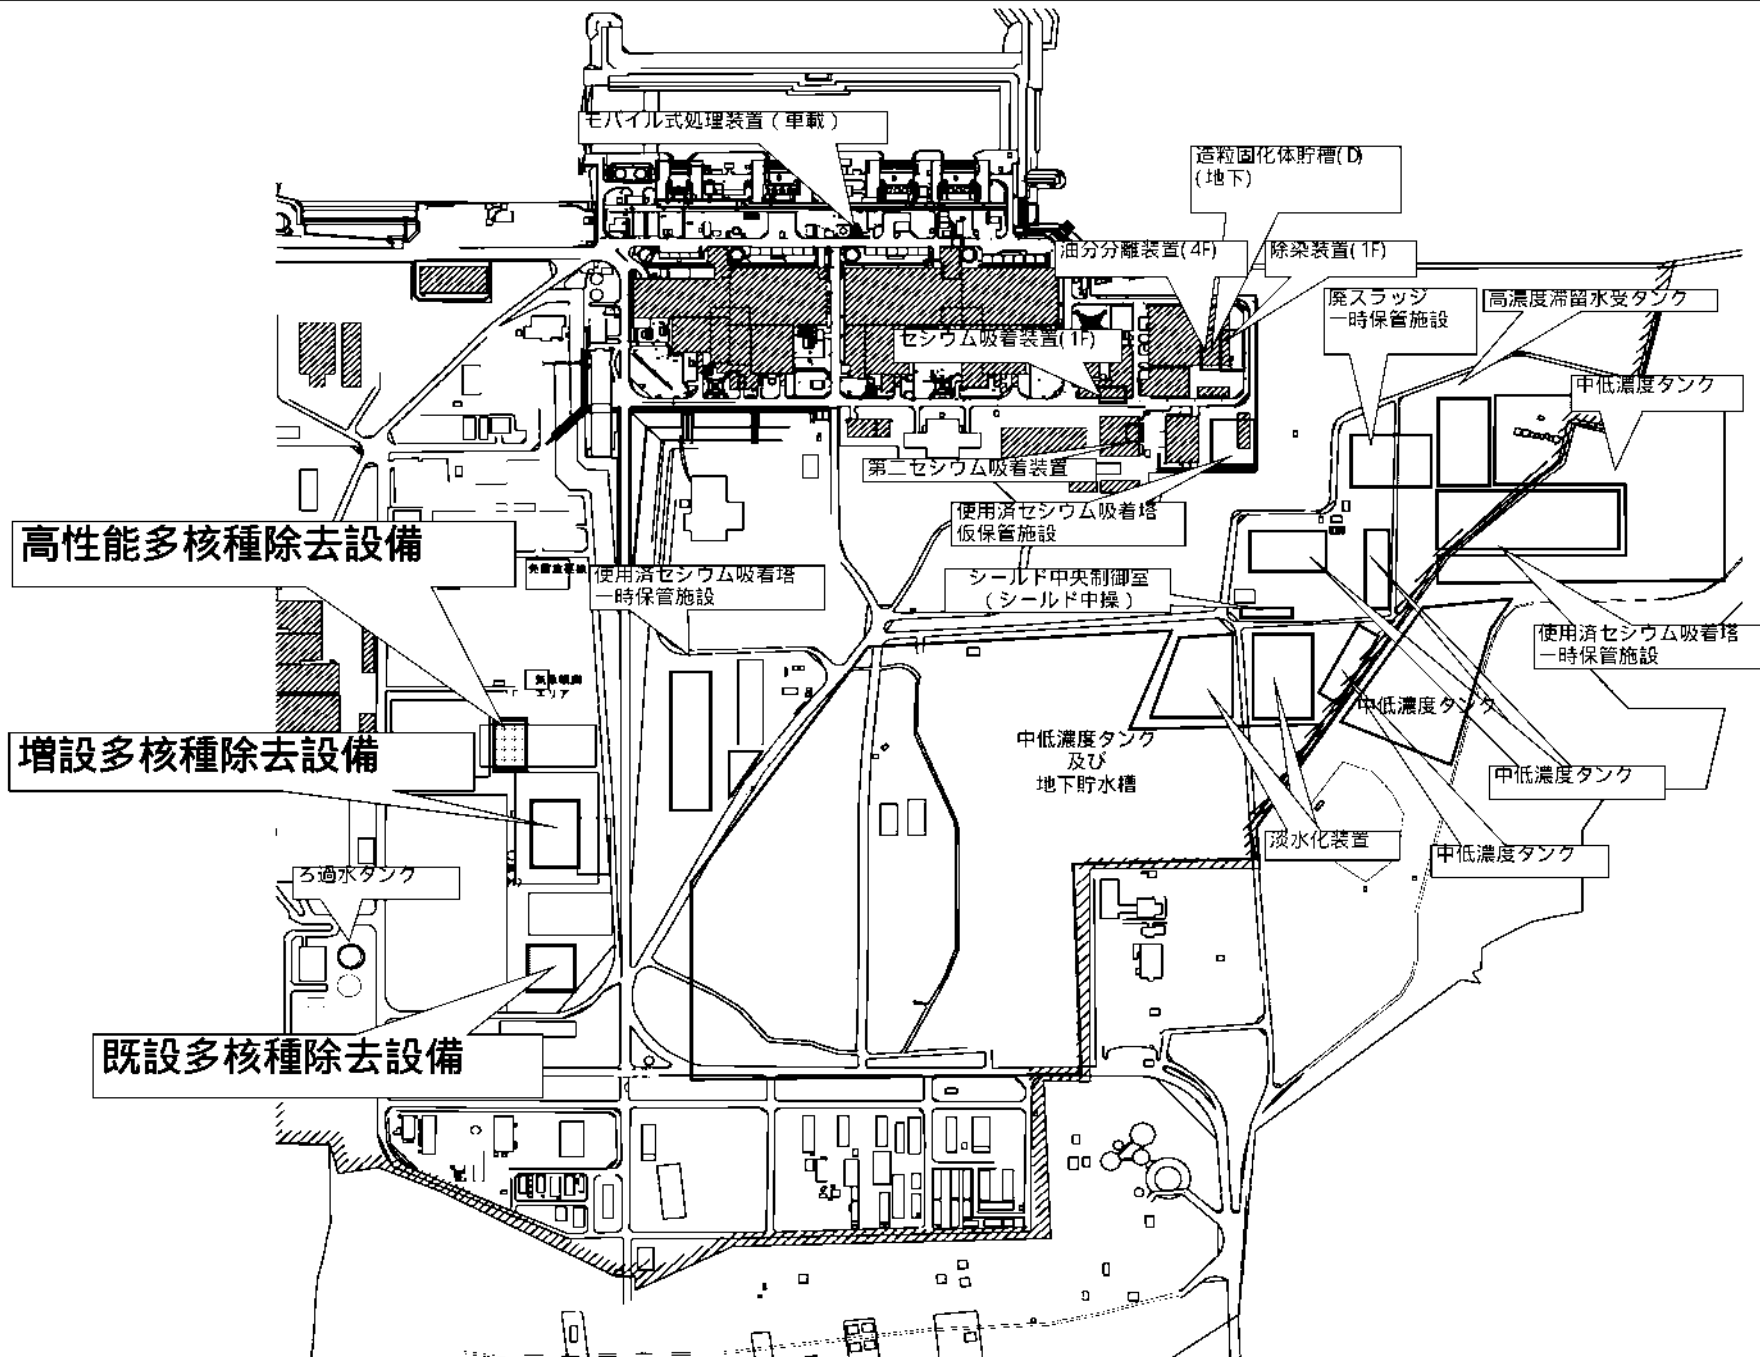 モバイル式処理装置(車載)
造粒固化体貯槽(D)
(地下)
油分分離装置(4F)
除染装置(1F)
廃スラッジ
一時保管施設
高濃度滞留水受タンク
セシウム吸着装置(1F)
中低濃度タンク
第二セシウム吸着装置
使用済セシウム吸着塔
仮保管施設
高性能多核種除去設備
使用済セシウム吸着塔
一時保管施設
シールド中央制御室
(シールド中操)
使用済セシウム吸着塔
一時保管施設
エリア
中低濃度タンク
増設多核種除去設備
中低濃度タンク
及び
地下貯水槽
中低濃度タンク
淡水化装置
中低濃度タンク
ろ過水タンク
既設多核種除去設備